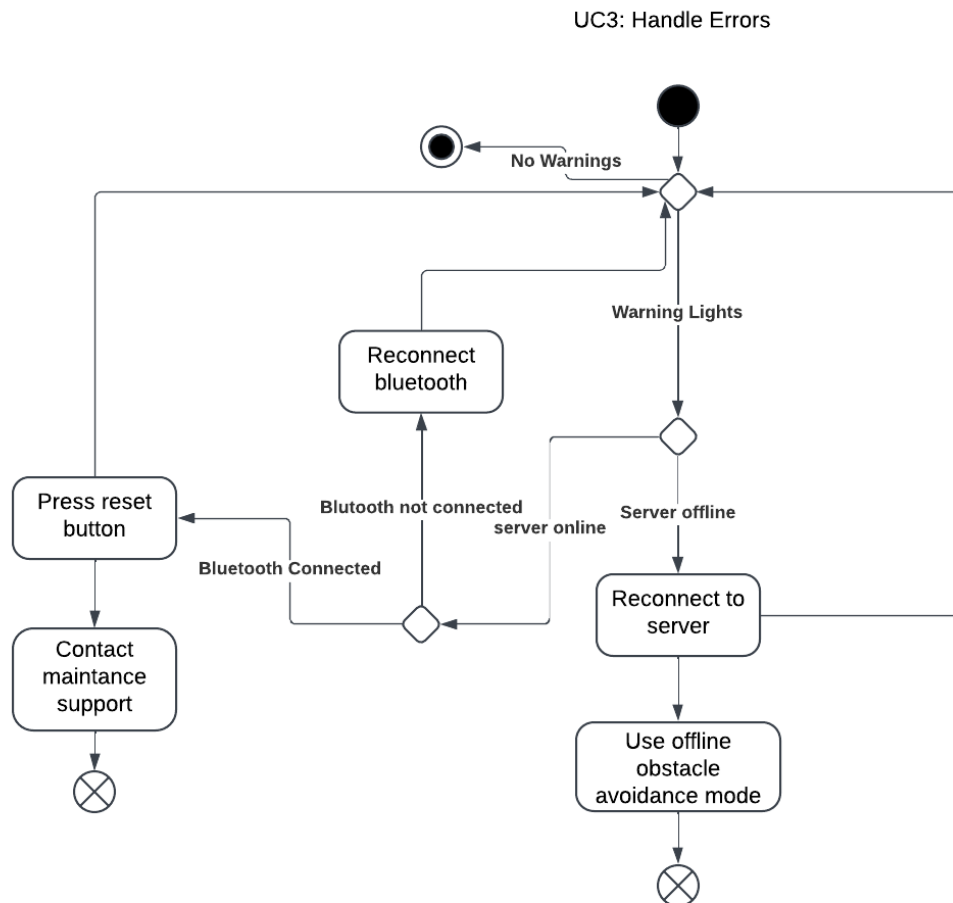 UC3: Handle Errors
No Warnings
Warning Lights
Reconnect
bluetooth
Press reset
button
Blutooth not connected
server online
Server offline
Bluetooth Connected
Reconnect to
server
Contact
maintance
support
Use offline
obstacle
avoidance mode